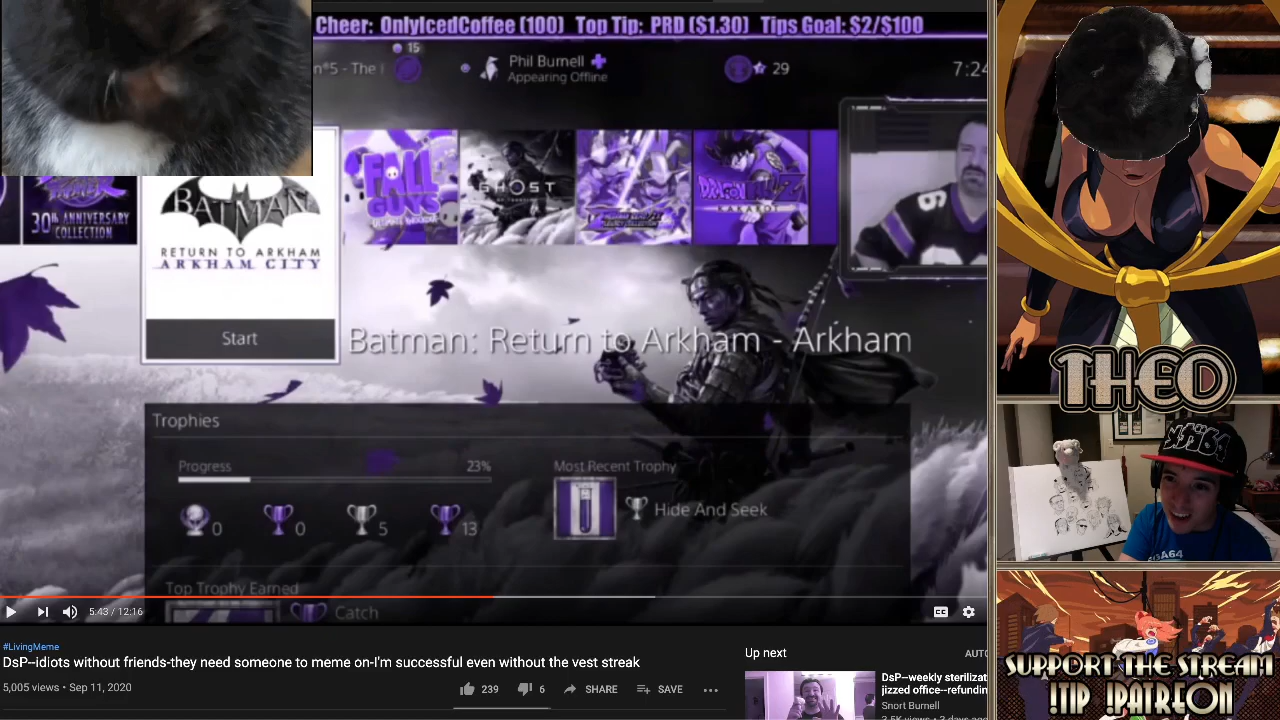 Cheer: OnlyIcedCoffee (100) Top Tip: PRD ($1.30) Tips Goal: $2/$100
15
n°5 - The
Phil Burnell
Appearing Offline
29
7:24
30th ANNIVERSARY
COLLECTION
BATMAN
RETURN TO ARKHAM
ARKHAM CITY
Start
FALL
GUYS
GHOST
DRAGON BALL Z
KAKAROT
9
Batman: Return to Arkham - Arkham
Trophies
Progress
23%
0
0
5
13
Most Recent Trophy
Hide And Seek
Top Trophy Earned
Catch
5:43 / 12:16
CC
#LivingMeme
DsP--idiots without friends-they need someone to meme on-I'm successful even without the vest streak
5,005 views • Sep 11, 2020
239
6
SHARE
SAVE
Up next
AUTO
DsP--weekly sterilizat
jizzed office--refundin
Snort Burnell
THEO
SUPPORT THE STREAM
!TIP !PATREON